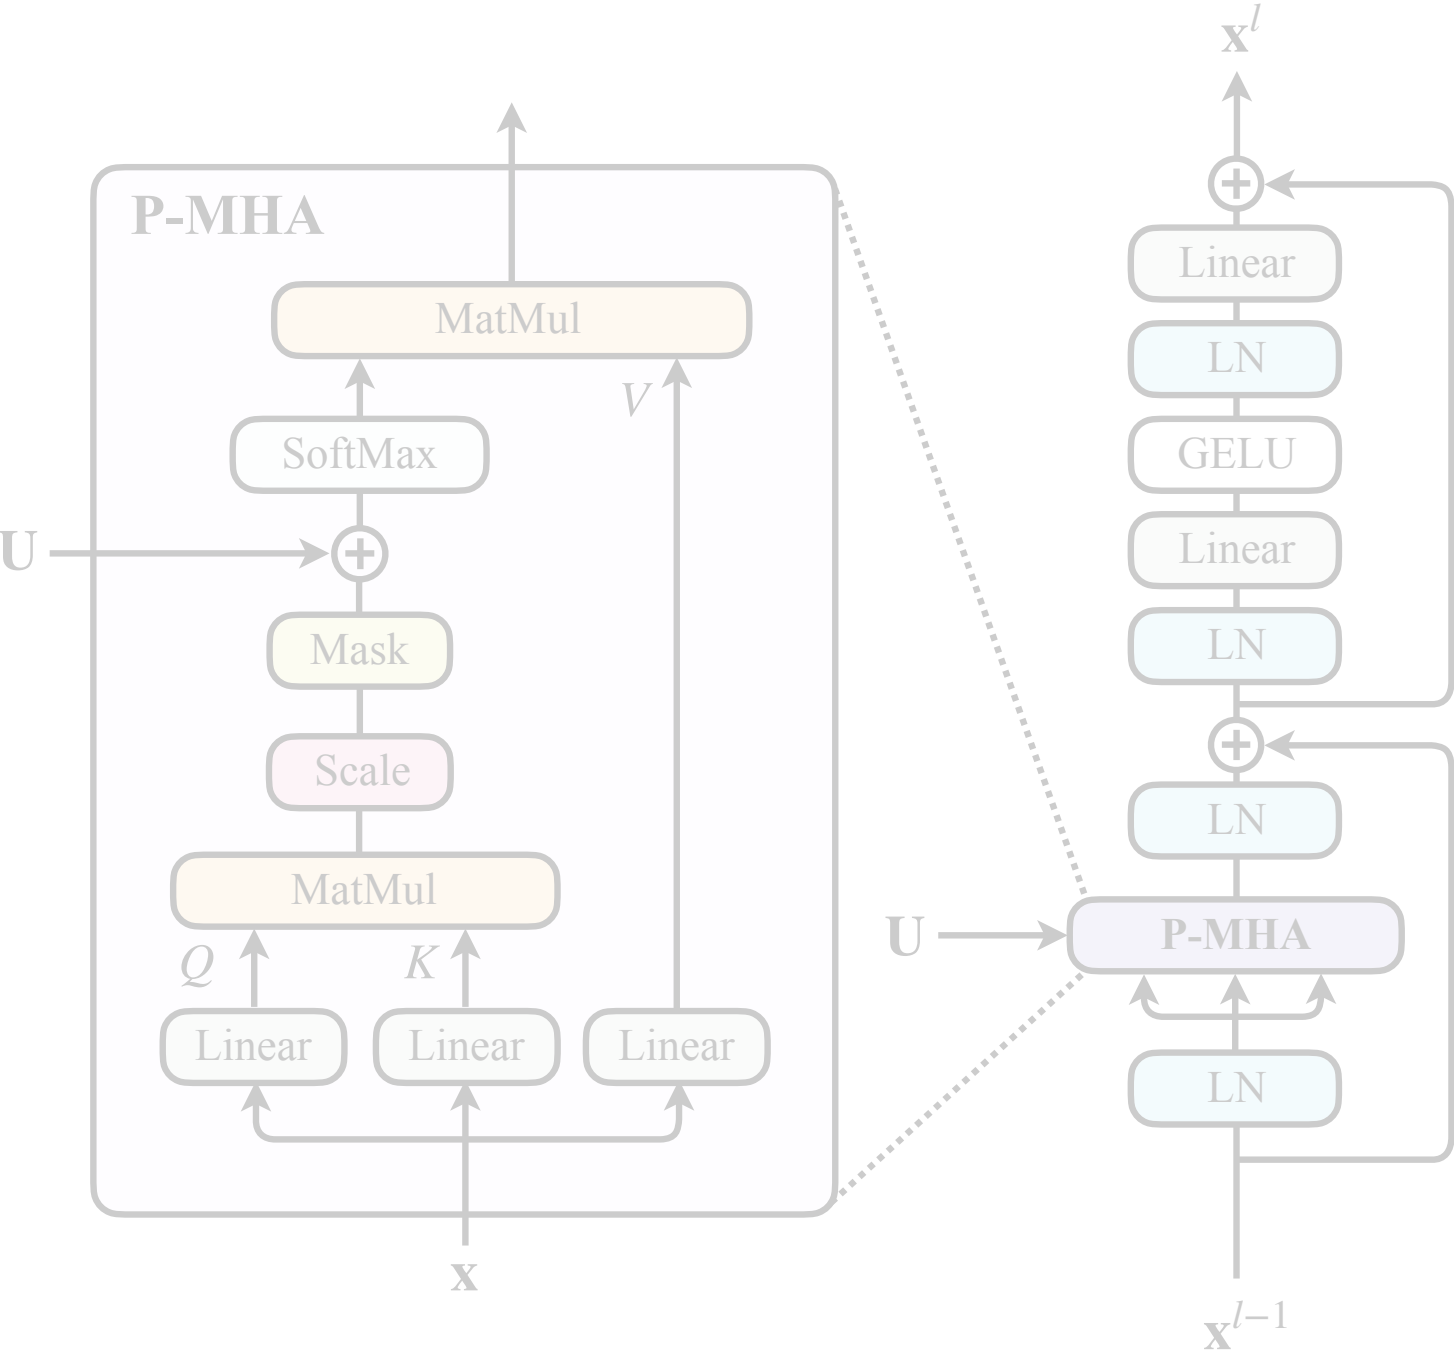 P-MHA
MatMul
V
SoftMax
U
Mask
Scale
MatMul
Q
K
Linear
Linear
Linear
x
x^l
Linear
LN
GELU
Linear
LN
LN
U
P-MHA
LN
x^{l-1}